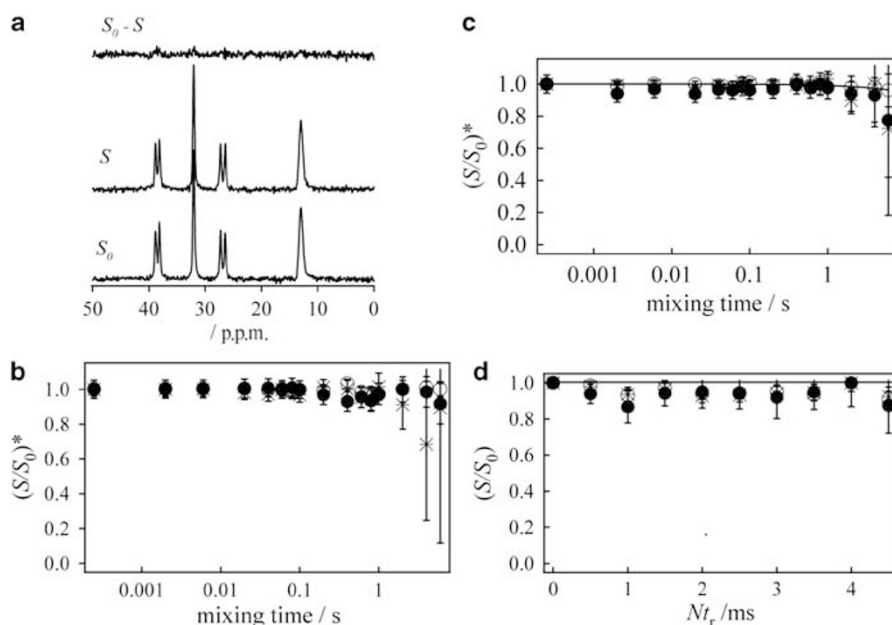 a
S₀ - S
S
S₀
50 40 30 20 10 0
/ p.p.m.
b
(S/S₀)*
1.0
0.8
0.6
0.4
0.2
0.0
0.001 0.01 0.1 1
mixing time / s
c
(S/S₀)*
1.0
0.8
0.6
0.4
0.2
0.0
0.001 0.01 0.1 1
mixing time / s
d
(S/S₀)
1.0
0.8
0.6
0.4
0.2
0.0
0 1 2 3 4
Ntᵣ /ms